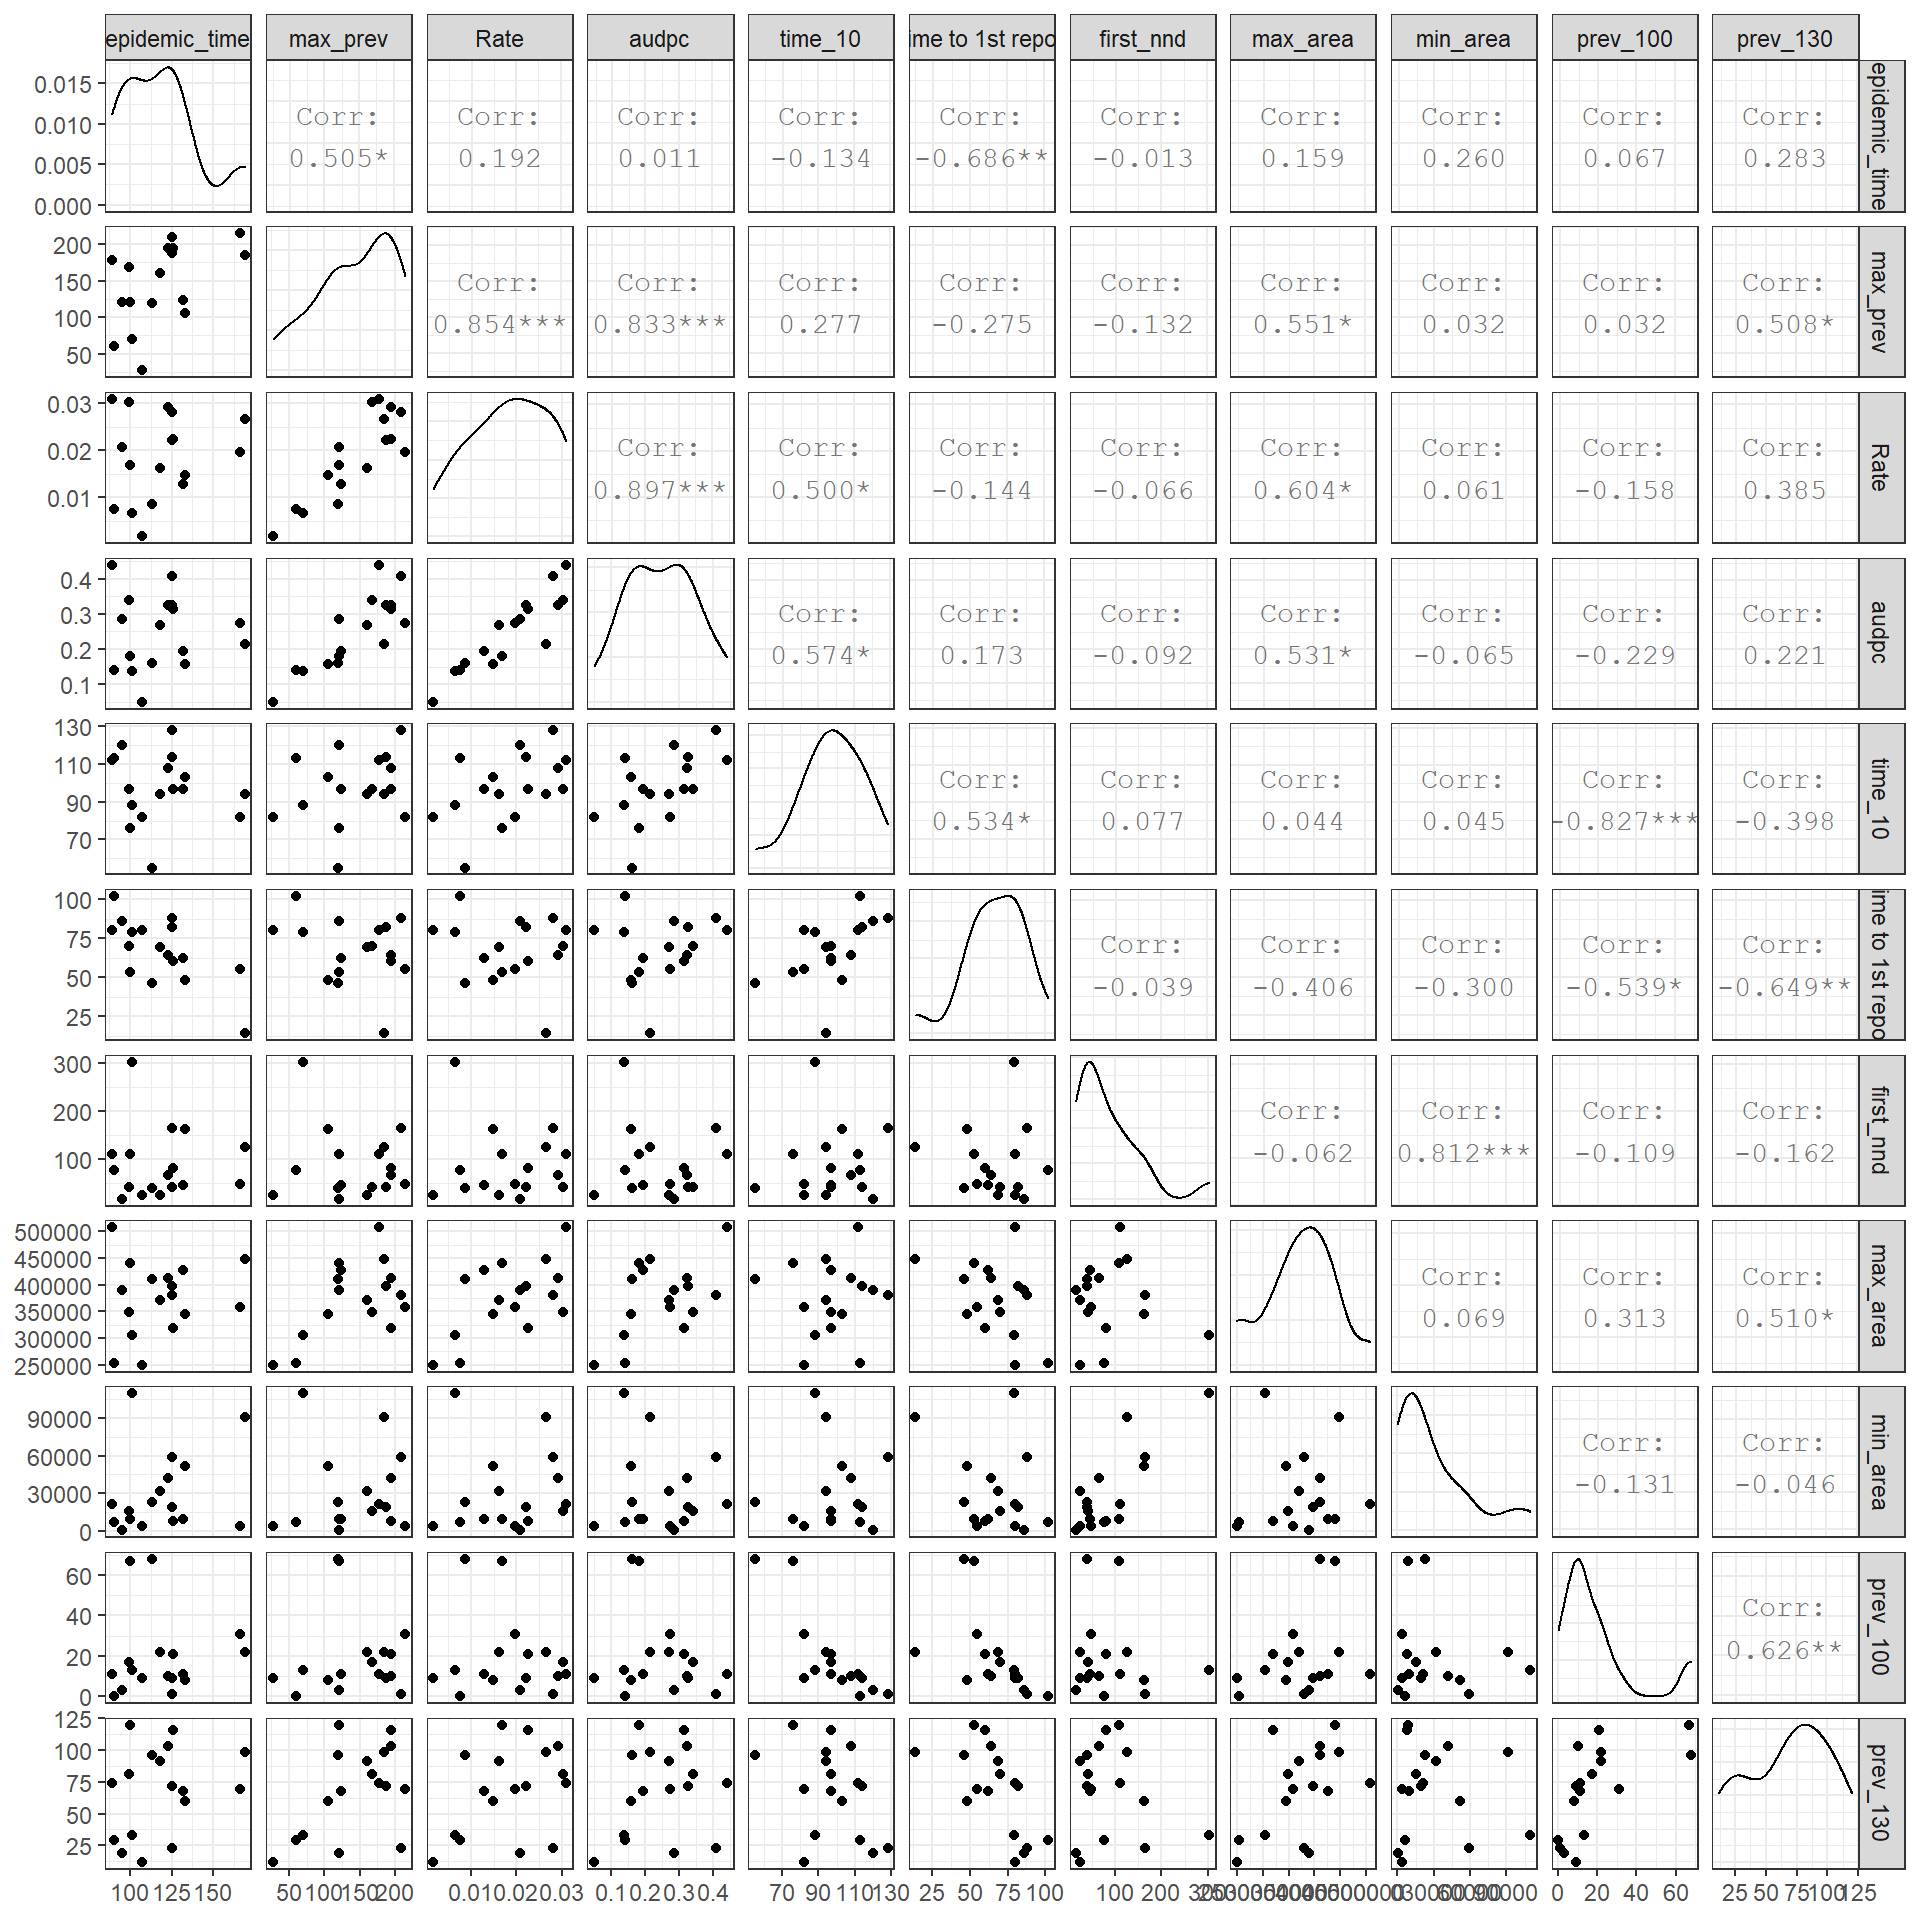 epidemic_time max_prev Rate audpc time_10 ime to 1st repo first_nnd max_area min_area prev_100 prev_130
0.015
0.010
0.005
0.000
Corr: Corr: Corr: Corr: Corr: Corr: Corr: Corr: Corr: Corr:
0.505* 0.192 0.011 -0.134 -0.686** -0.013 0.159 0.260 0.067 0.283
epidemic_time
200
150
100
50
Corr: Corr: Corr: Corr: Corr: Corr: Corr: Corr: Corr:
0.854*** 0.833*** 0.277 -0.275 -0.132 0.551* 0.032 0.032 0.508*
max_prev
0.03
0.02
0.01
Corr: Corr: Corr: Corr: Corr: Corr: Corr: Corr:
0.897*** 0.500* -0.144 -0.066 0.604* 0.061 -0.158 0.385
Rate
0.4
0.3
0.2
0.1
Corr: Corr: Corr: Corr: Corr: Corr: Corr:
0.574* 0.173 -0.092 0.531* -0.065 -0.229 0.221
audpc
130
110
90
70
Corr: Corr: Corr: Corr: Corr: Corr:
0.534* 0.077 0.044 0.045 -0.827*** -0.398
time_10
100
75
50
25
Corr: Corr: Corr: Corr: Corr:
-0.039 -0.406 -0.300 -0.539* -0.649**
ime to 1st repo
300
200
100
Corr: Corr: Corr: Corr:
-0.062 0.812*** -0.109 -0.162
first_nnd
500000
450000
400000
350000
300000
250000
Corr: Corr: Corr:
0.069 0.313 0.510*
max_area
90000
60000
30000
0
Corr: Corr:
-0.131 -0.046
min_area
60
40
20
0
Corr:
0.626**
prev_100
125
100
75
50
25
prev_130
100 125 150 50 100 150 200 0.01 0.02 0.03 0.1 0.2 0.3 0.4 70 90 110 130 25 50 75 100 100 200 0 20 40 60 25 50 75 100 125